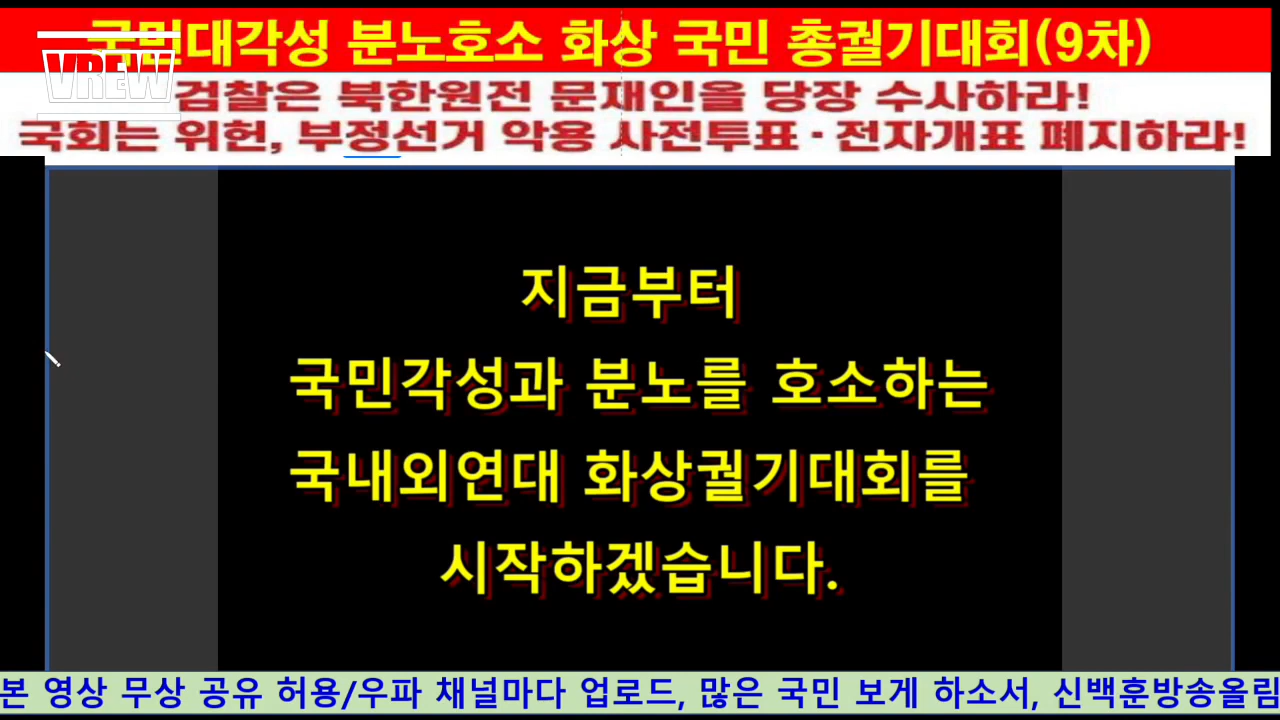 국민대각성 분노호소 화상 국민 총궐기대회(9차)
VREW
검찰은 북한원전 문재인을 당장 수사하라!
국회는 위헌, 부정선거 악용 사전투표·전자개표 폐지하라!
지금부터
국민각성과 분노를 호소하는
국내외연대 화상궐기대회를
시작하겠습니다.
본 영상 무상 공유 허용/우파 채널마다 업로드, 많은 국민 보게 하소서, 신백훈방송올림